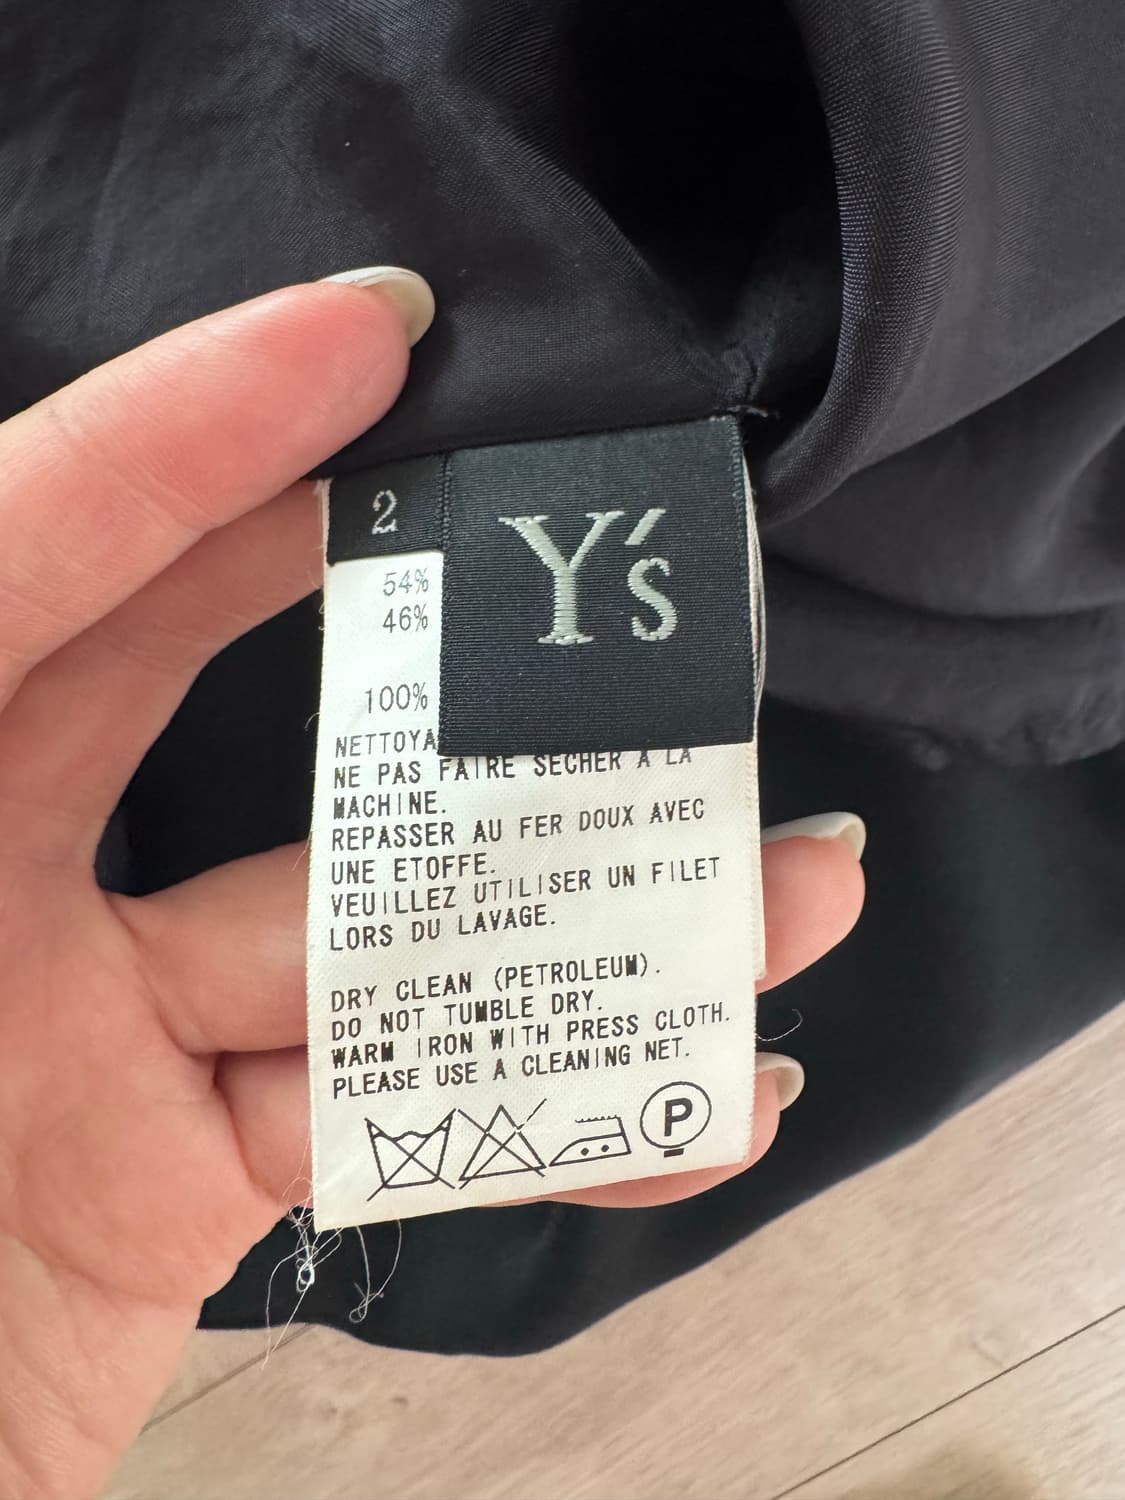 2
Y's
54%
46%
100%
NETTOYA
NE PAS FAIRE SECHER A LA
MACHINE.
REPASSER AU FER DOUX AVEC
UNE ETOFFE.
VEUILLEZ UTILISER UN FILET
LORS DU LAVAGE.
DRY CLEAN (PETROLEUM).
DO NOT TUMBLE DRY.
WARM IRON WITH PRESS CLOTH.
PLEASE USE A CLEANING NET.
P